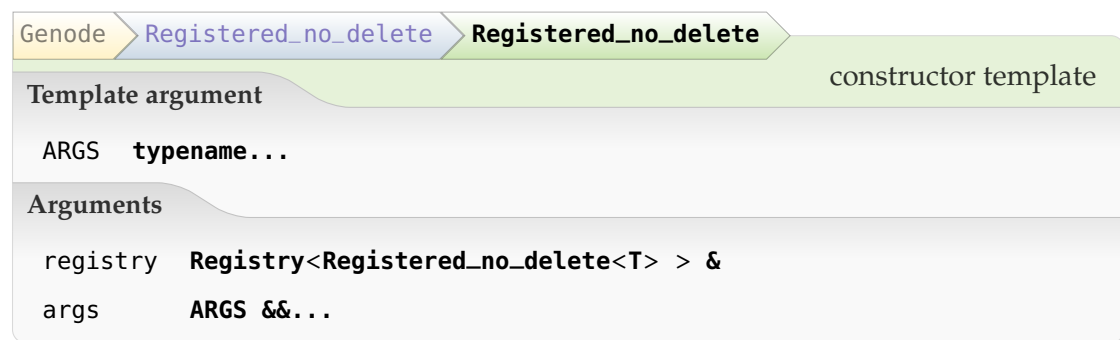 Genode Registered_no_delete Registered_no_delete
constructor template
Template argument
ARGS typename...
Arguments
registry Registry<Registered_no_delete<T> > &
args ARGS &&...